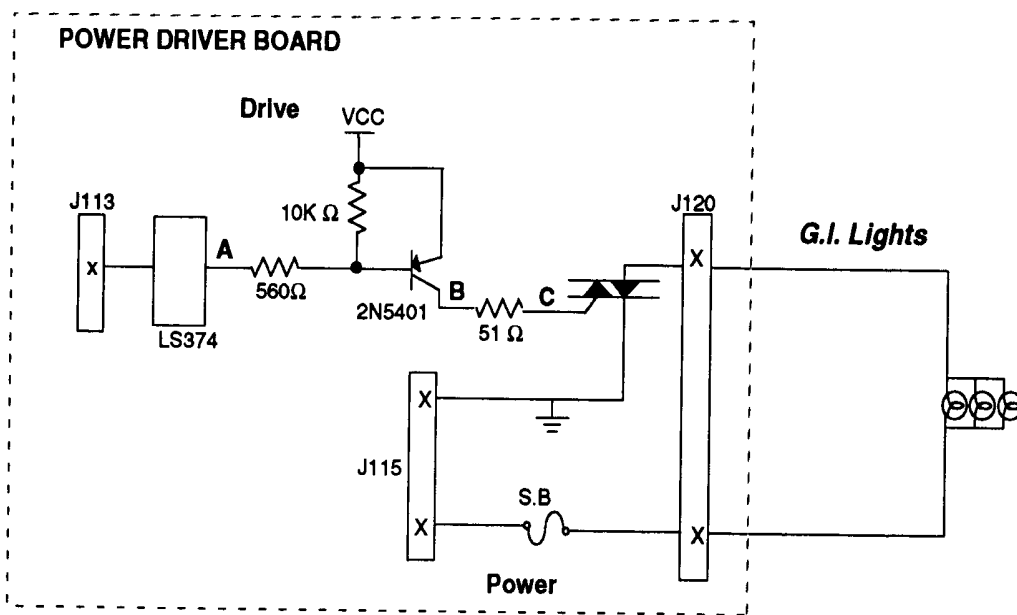 POWER DRIVER BOARD
Drive
VCC
J113
10K Ω
J120
A
G.I. Lights
X
x
B
C
560Ω
2N5401
51 Ω
LS374
X
J115
S.B
X
X
Power